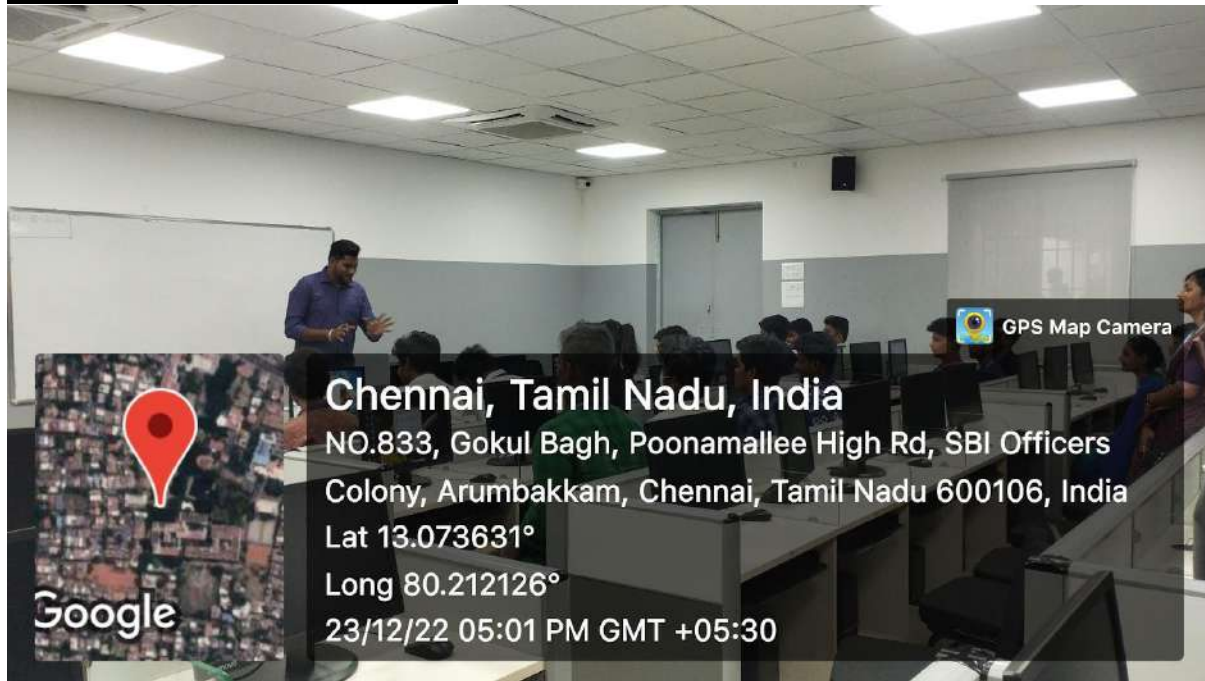 GPS Map Camera
Chennai, Tamil Nadu, India
NO.833, Gokul Bagh, Poonamallee High Rd, SBI Officers
Colony, Arumbakkam, Chennai, Tamil Nadu 600106, India
Lat 13.073631°
Long 80.212126°
23/12/22 05:01 PM GMT +05:30
Google